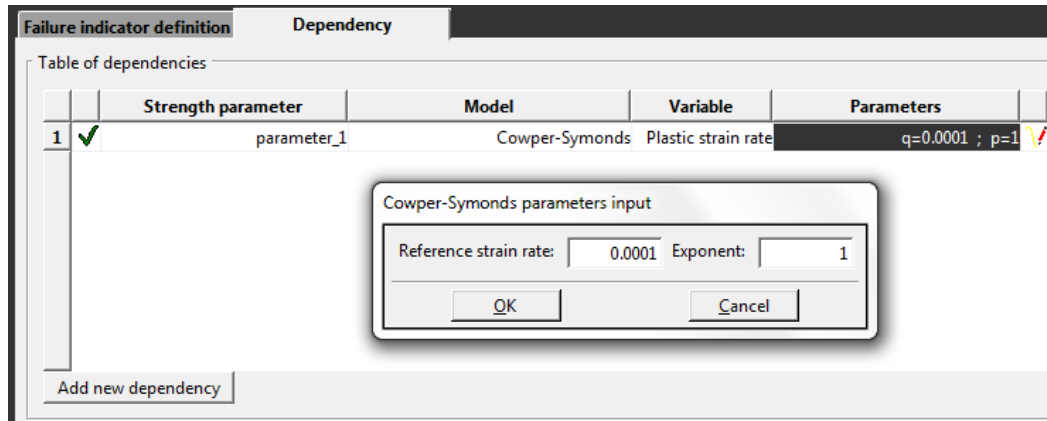 Failure indicator definition Dependency
Table of dependencies
Strength parameter Model Variable Parameters
1 parameter_1 Cowper-Symonds Plastic strain rate q=0.0001 ; p=1
Cowper-Symonds parameters input
Reference strain rate: 0.0001 Exponent: 1
OK Cancel
Add new dependency